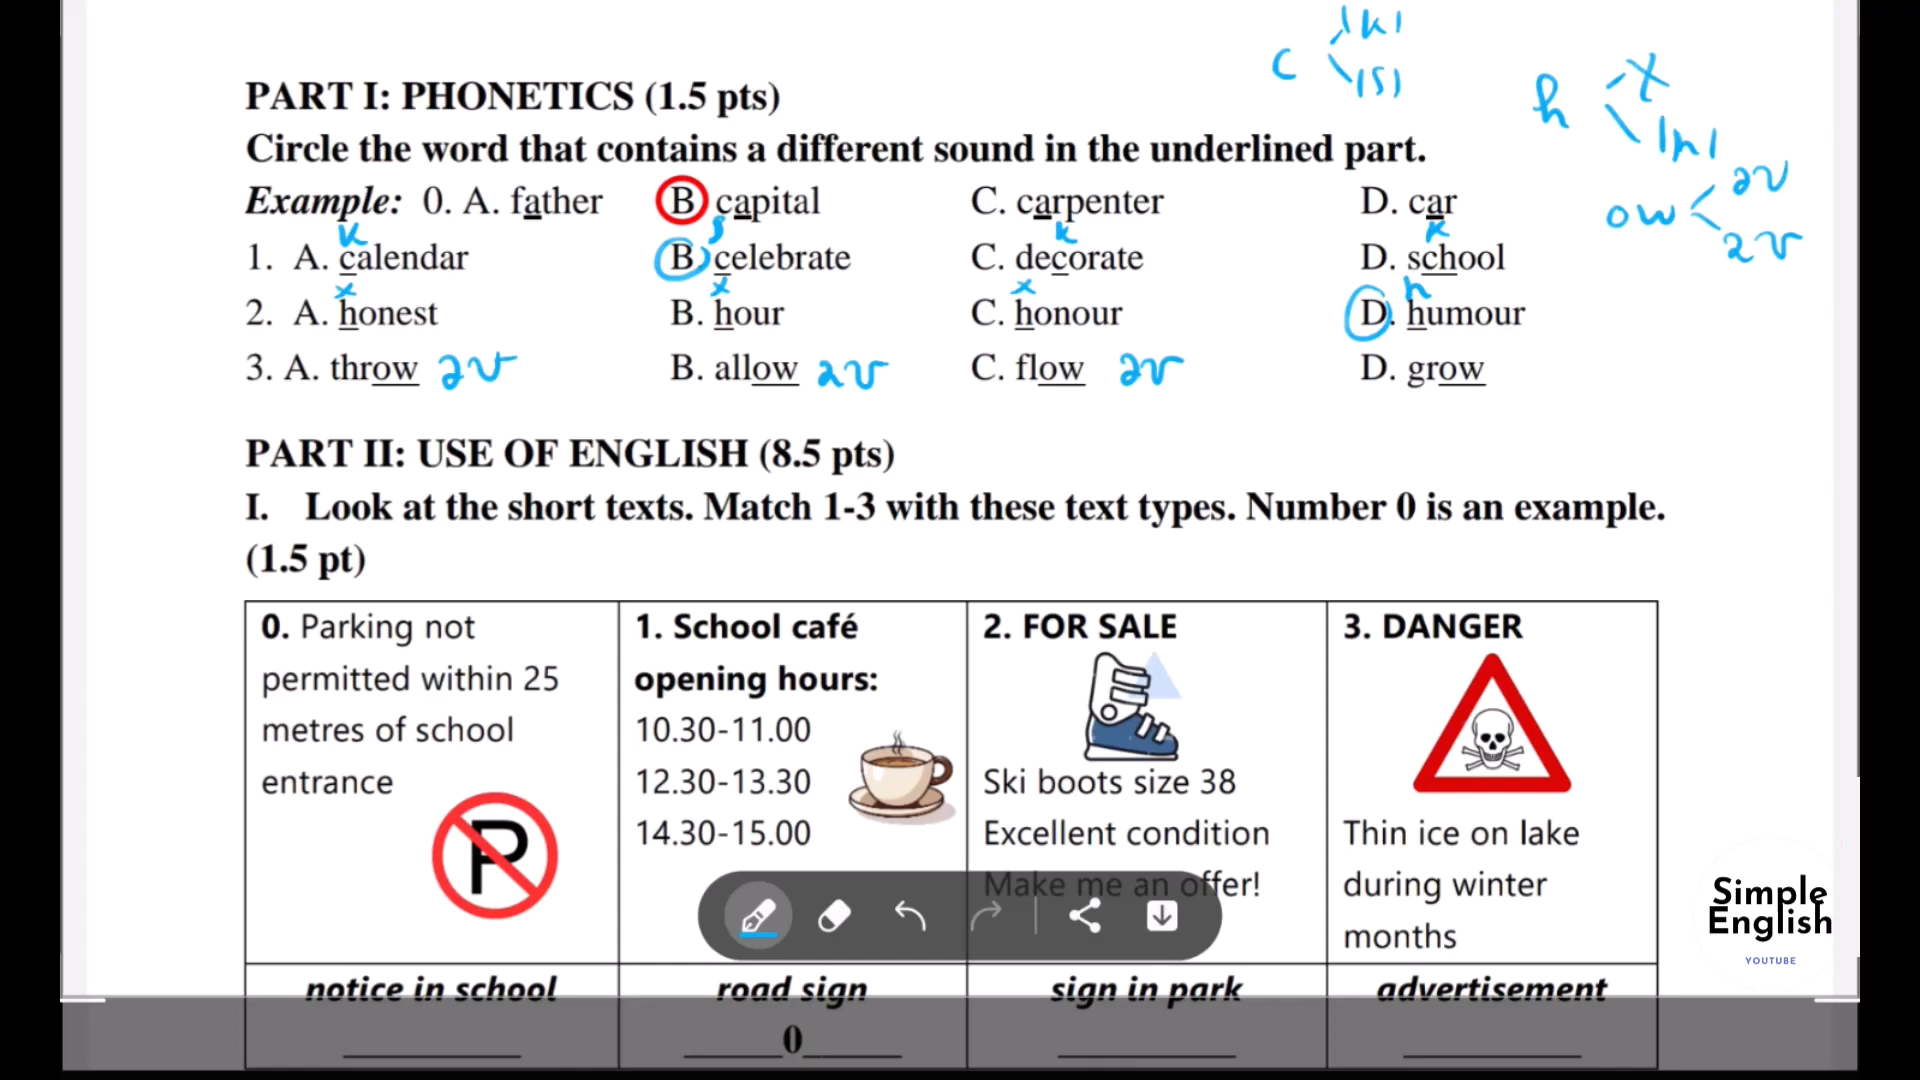 c /k/
/s/
h x
/h/
ow əʊ
aʊ
PART I: PHONETICS (1.5 pts)
Circle the word that contains a different sound in the underlined part.
Example: 0. A. father B capital C. carpenter D. car
k s k k
1. A. calendar B celebrate C. decorate D. school
x x x h
2. A. honest B. hour C. honour D. humour
3. A. throw əʊ B. allow aʊ C. flow əʊ D. grow
PART II: USE OF ENGLISH (8.5 pts)
I. Look at the short texts. Match 1-3 with these text types. Number 0 is an example.
(1.5 pt)
0. Parking not
permitted within 25
metres of school
entrance
P
1. School café
opening hours:
10.30-11.00
12.30-13.30
14.30-15.00
2. FOR SALE
Ski boots size 38
Excellent condition
Make me an offer!
3. DANGER
Thin ice on lake
during winter
months
notice in school road sign sign in park advertisement
0
Simple
English
YOUTUBE